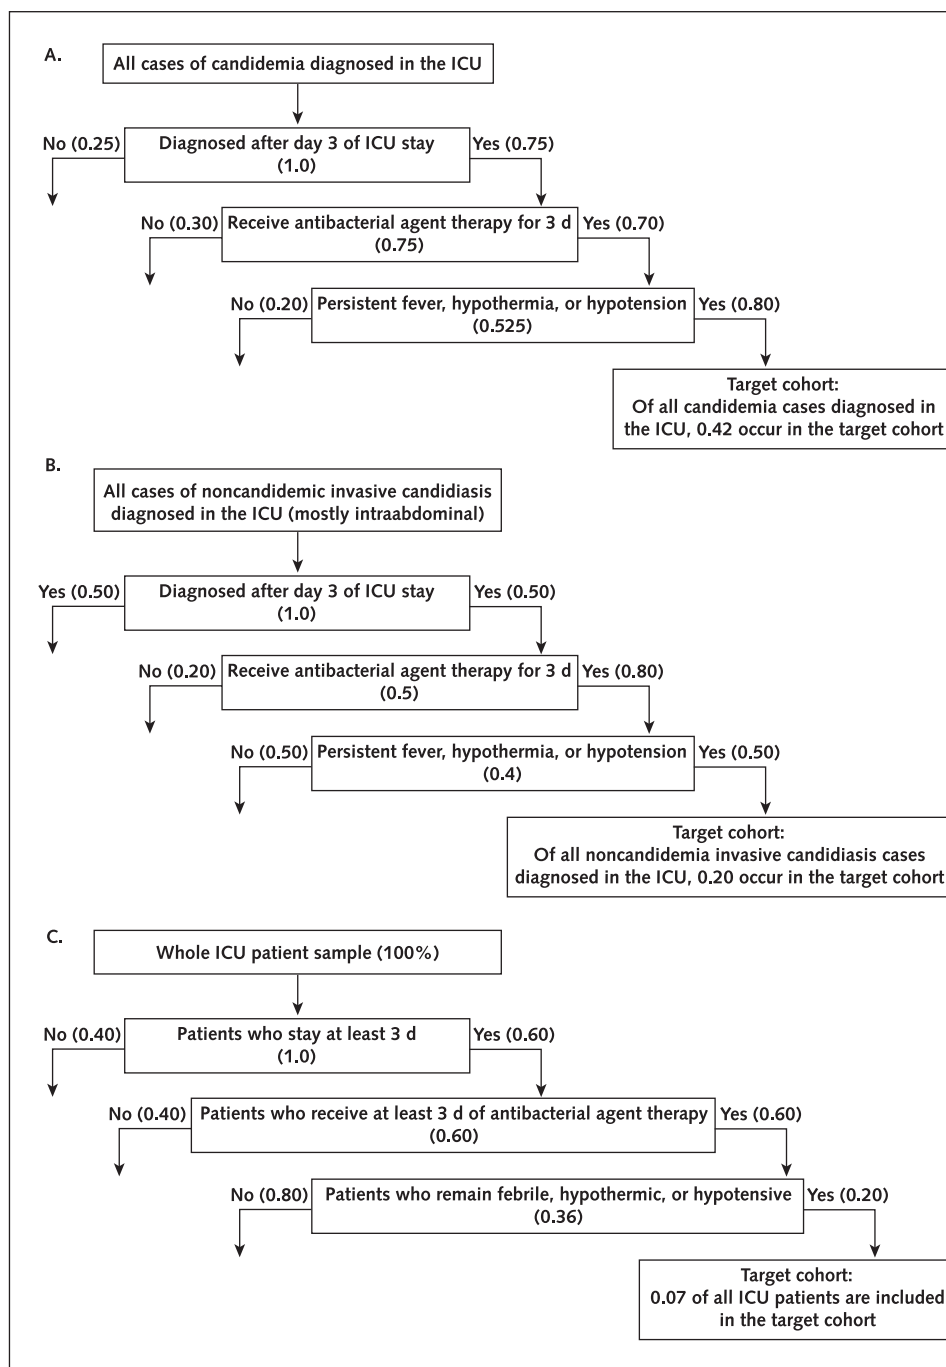 A.
All cases of candidemia diagnosed in the ICU
No (0.25)
Diagnosed after day 3 of ICU stay
(1.0)
Yes (0.75)
No (0.30)
Receive antibacterial agent therapy for 3 d
(0.75)
Yes (0.70)
No (0.20)
Persistent fever, hypothermia, or hypotension
(0.525)
Yes (0.80)
Target cohort:
Of all candidemia cases diagnosed in
the ICU, 0.42 occur in the target cohort
B.
All cases of noncandidemic invasive candidiasis
diagnosed in the ICU (mostly intraabdominal)
Yes (0.50)
Diagnosed after day 3 of ICU stay
(1.0)
Yes (0.50)
No (0.20)
Receive antibacterial agent therapy for 3 d
(0.5)
Yes (0.80)
No (0.50)
Persistent fever, hypothermia, or hypotension
(0.4)
Yes (0.50)
Target cohort:
Of all noncandidemia invasive candidiasis cases
diagnosed in the ICU, 0.20 occur in the target cohort
C.
Whole ICU patient sample (100%)
No (0.40)
Patients who stay at least 3 d
(1.0)
Yes (0.60)
No (0.40)
Patients who receive at least 3 d of antibacterial agent therapy
(0.60)
Yes (0.60)
No (0.80)
Patients who remain febrile, hypothermic, or hypotensive
(0.36)
Yes (0.20)
Target cohort:
0.07 of all ICU patients are included
in the target cohort